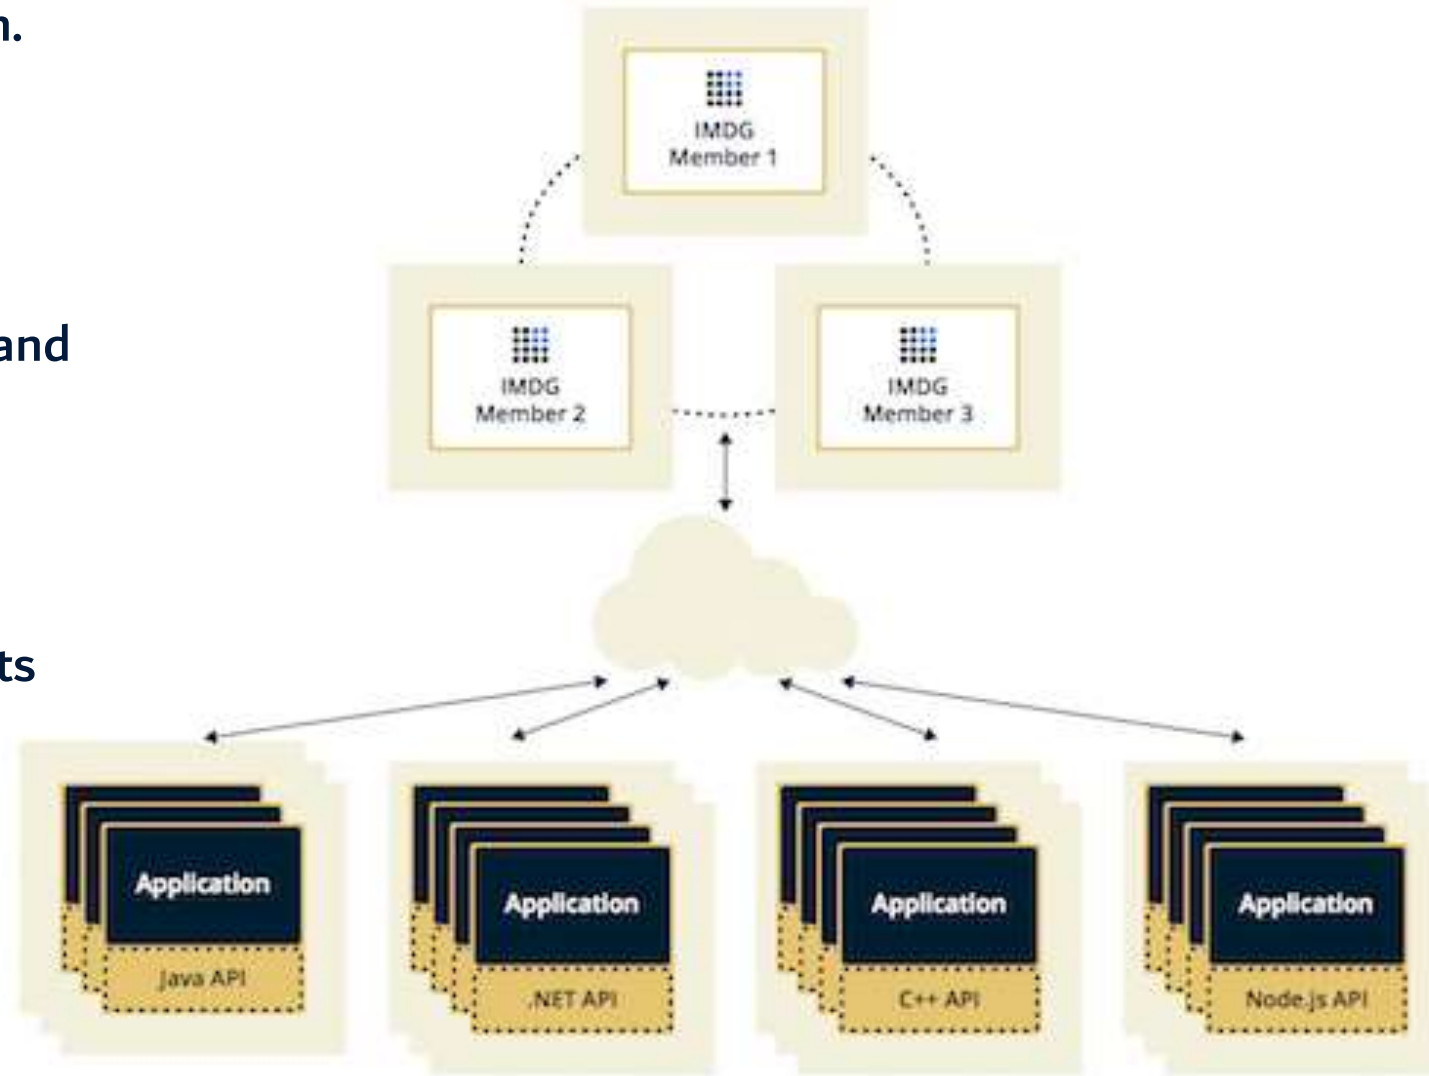 n.
IMDG
Member 1
and
IMDG
Member 2
IMDG
Member 3
ts
Application
Java API
Application
.NET API
Application
C++ API
Application
Node.js API